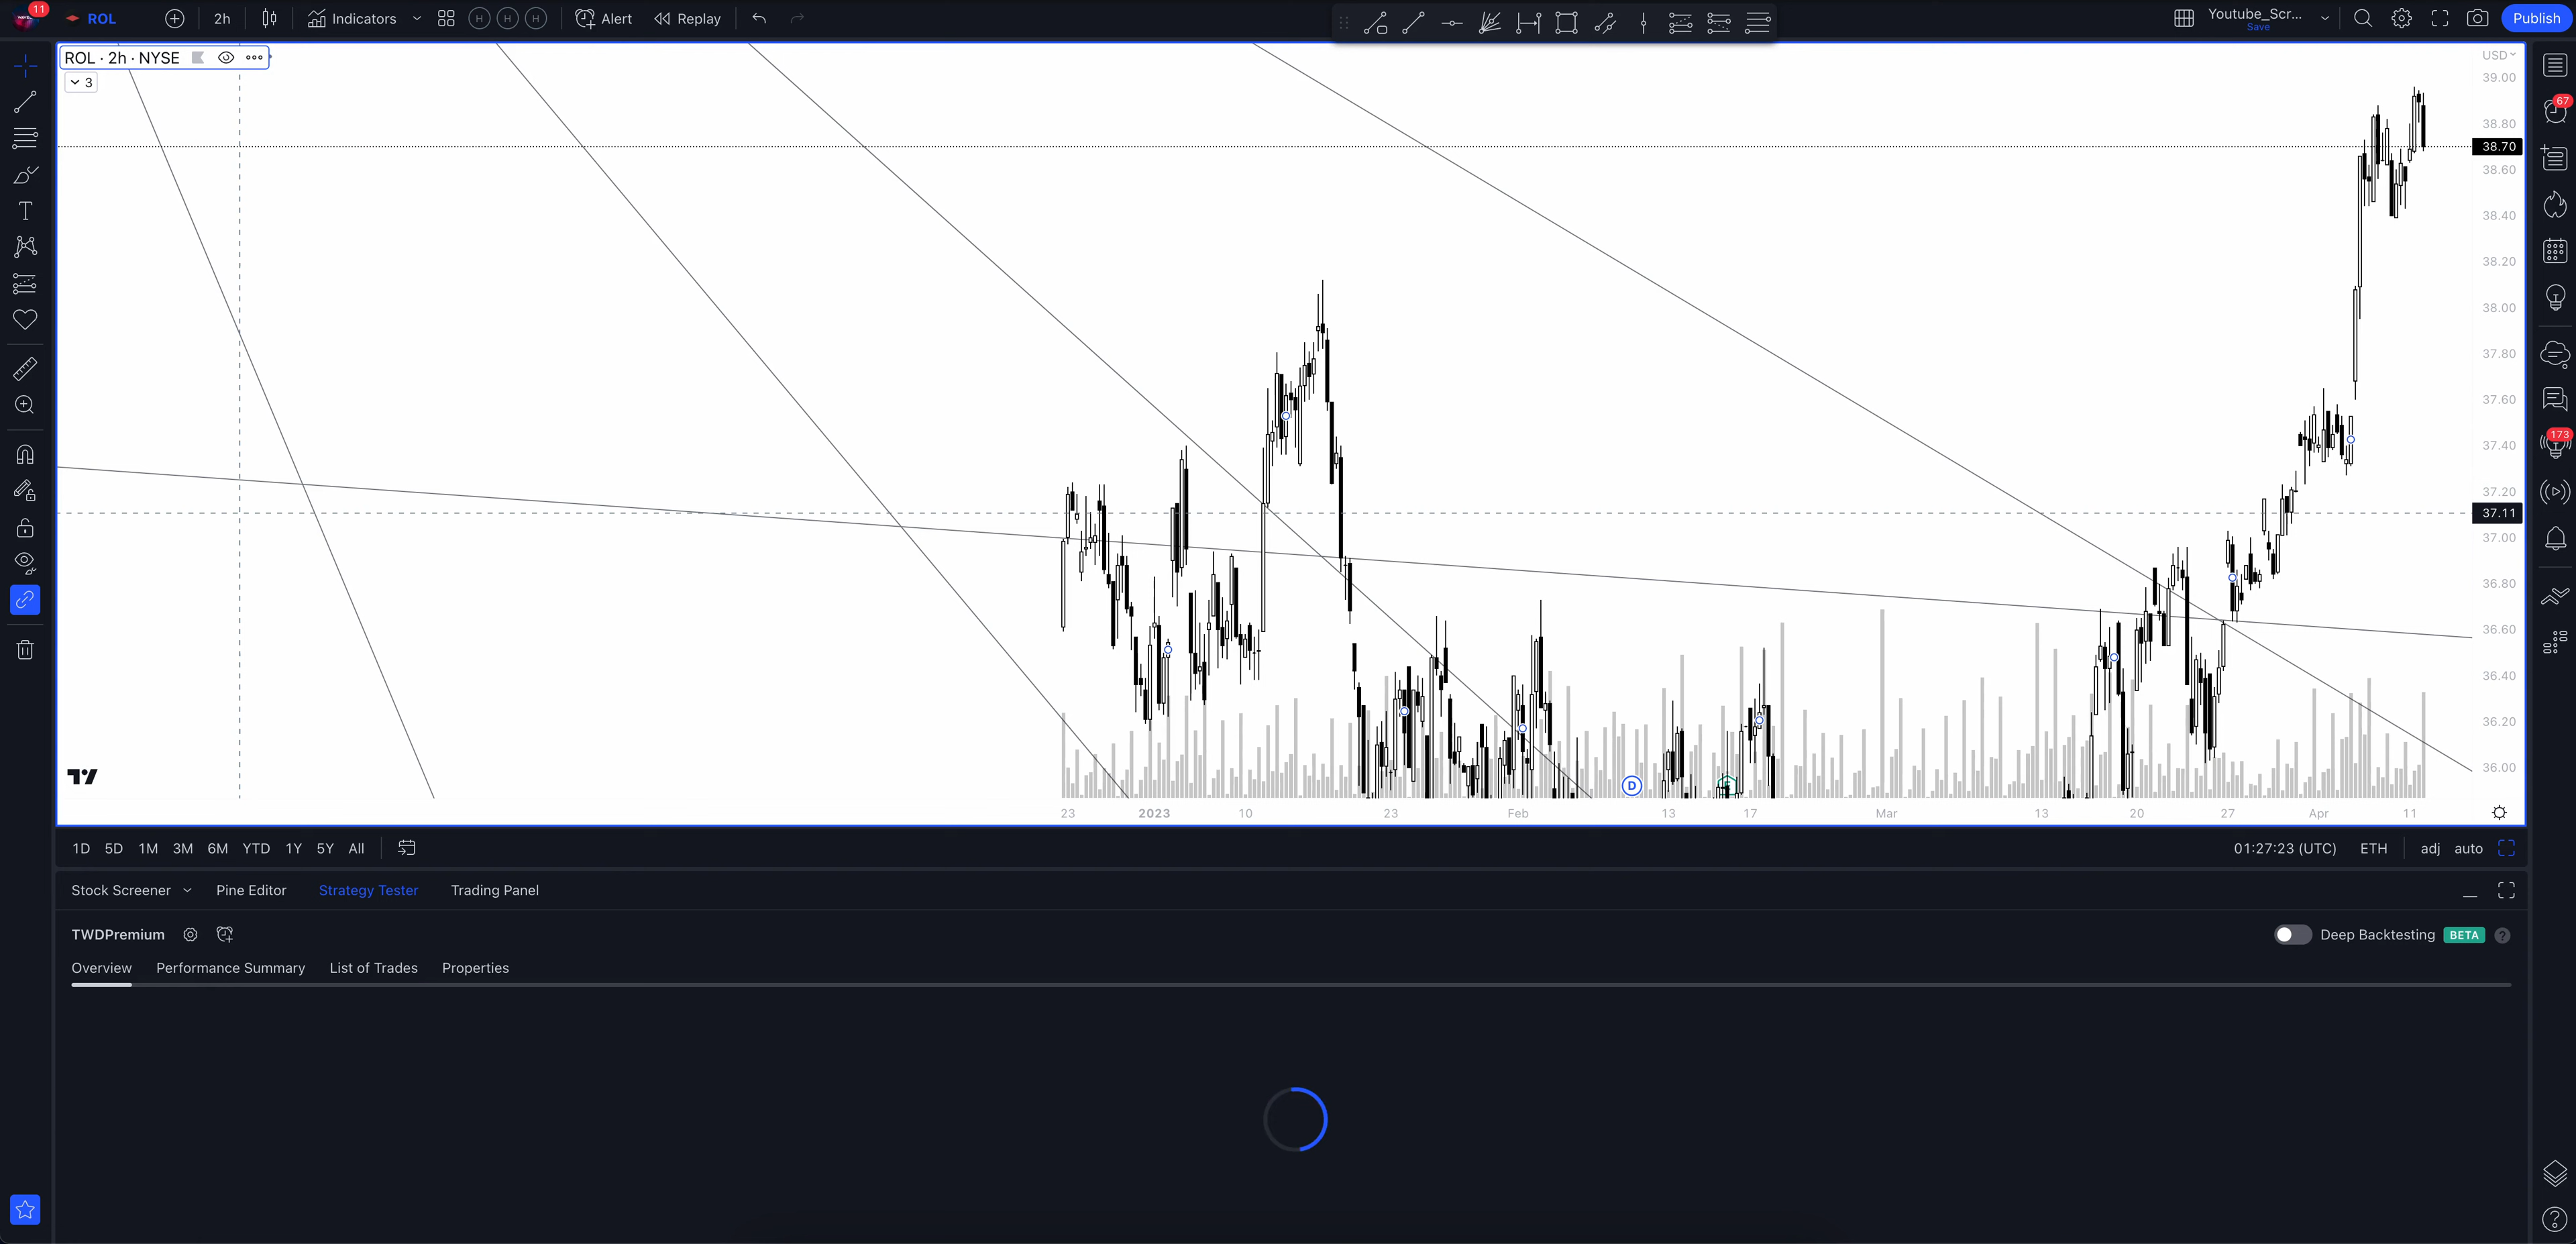 11
ROL
2h
Indicators
H H H
Alert
Replay
Youtube_Scr...
Save
Publish
ROL · 2h · NYSE
3
USD
39.00
38.80
38.70
38.60
38.40
38.20
38.00
37.80
37.60
37.40
37.20
37.11
37.00
36.80
36.60
36.40
36.20
36.00
67
173
D
23 2023 10 23 Feb 13 17 Mar 13 20 27 Apr 11
1D 5D 1M 3M 6M YTD 1Y 5Y All
01:27:23 (UTC) ETH adj auto
Stock Screener Pine Editor Strategy Tester Trading Panel
TWDPremium
Deep Backtesting BETA ?
Overview Performance Summary List of Trades Properties